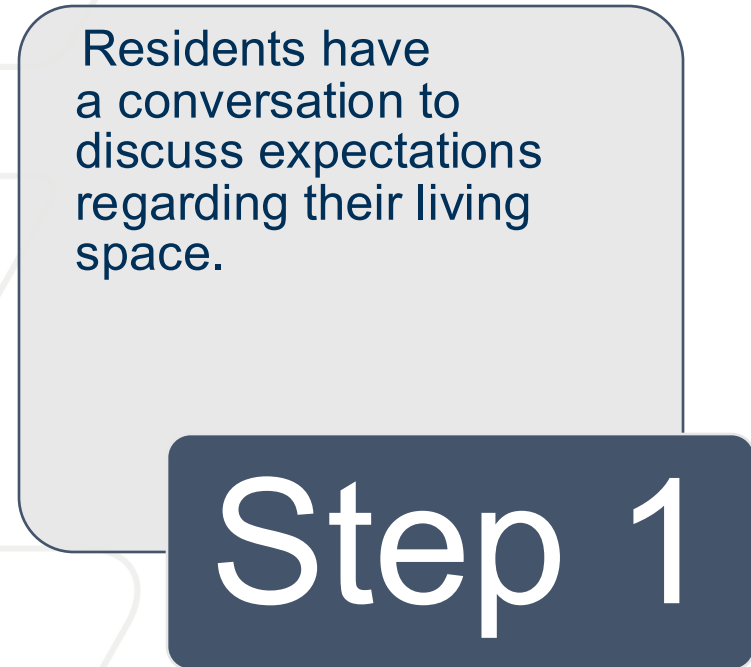 Residents have
a conversation to
discuss expectations
regarding their living
space.
Step 1